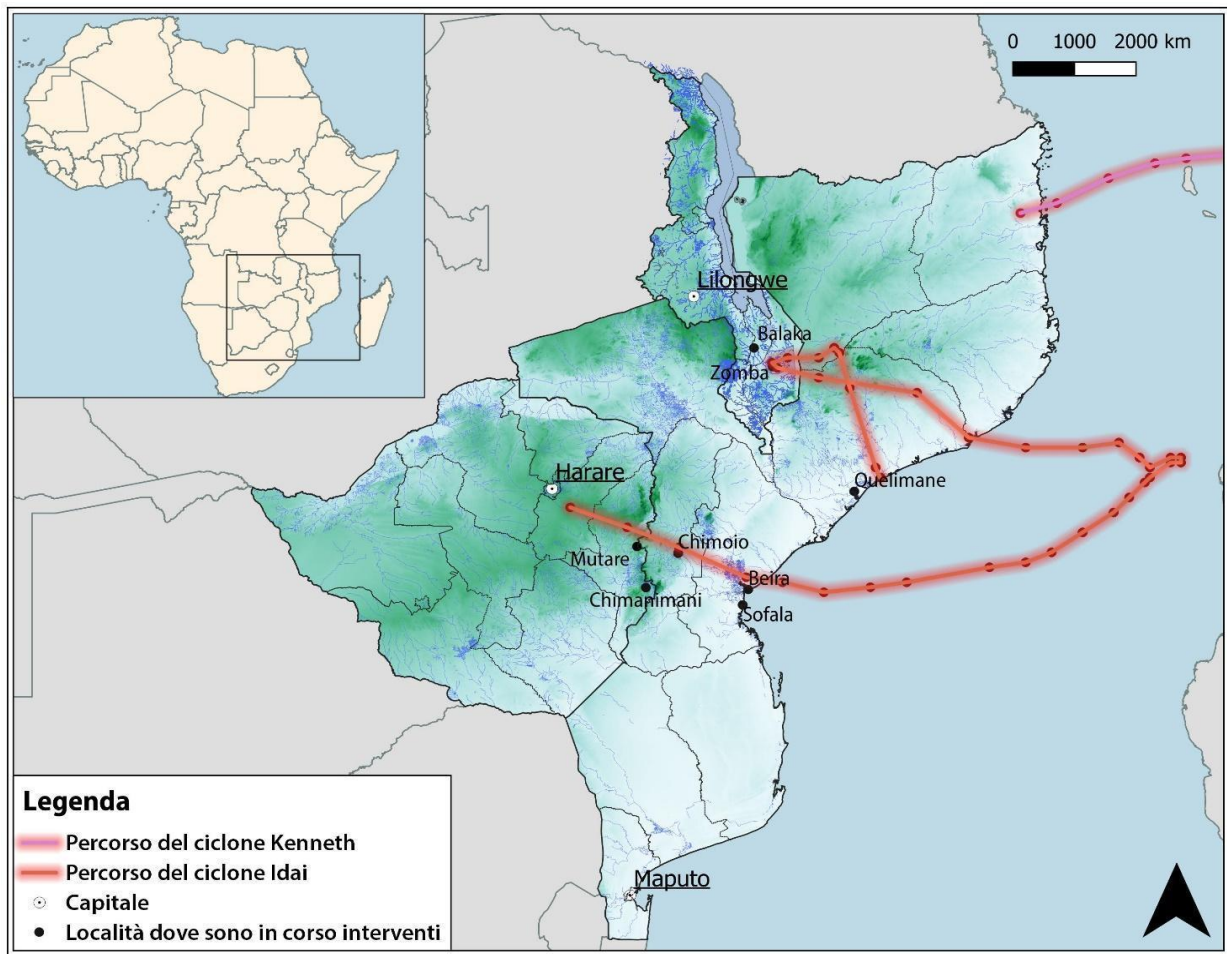 0 1000 2000 km
Lilongwe
Balaka
Zomba
Harare
Quelimane
Chimoio
Mutare
Beira
Chimanimani
Sofala
Maputo
Legenda
Percorso del ciclone Kenneth
Percorso del ciclone Idai
Capitale
Località dove sono in corso interventi